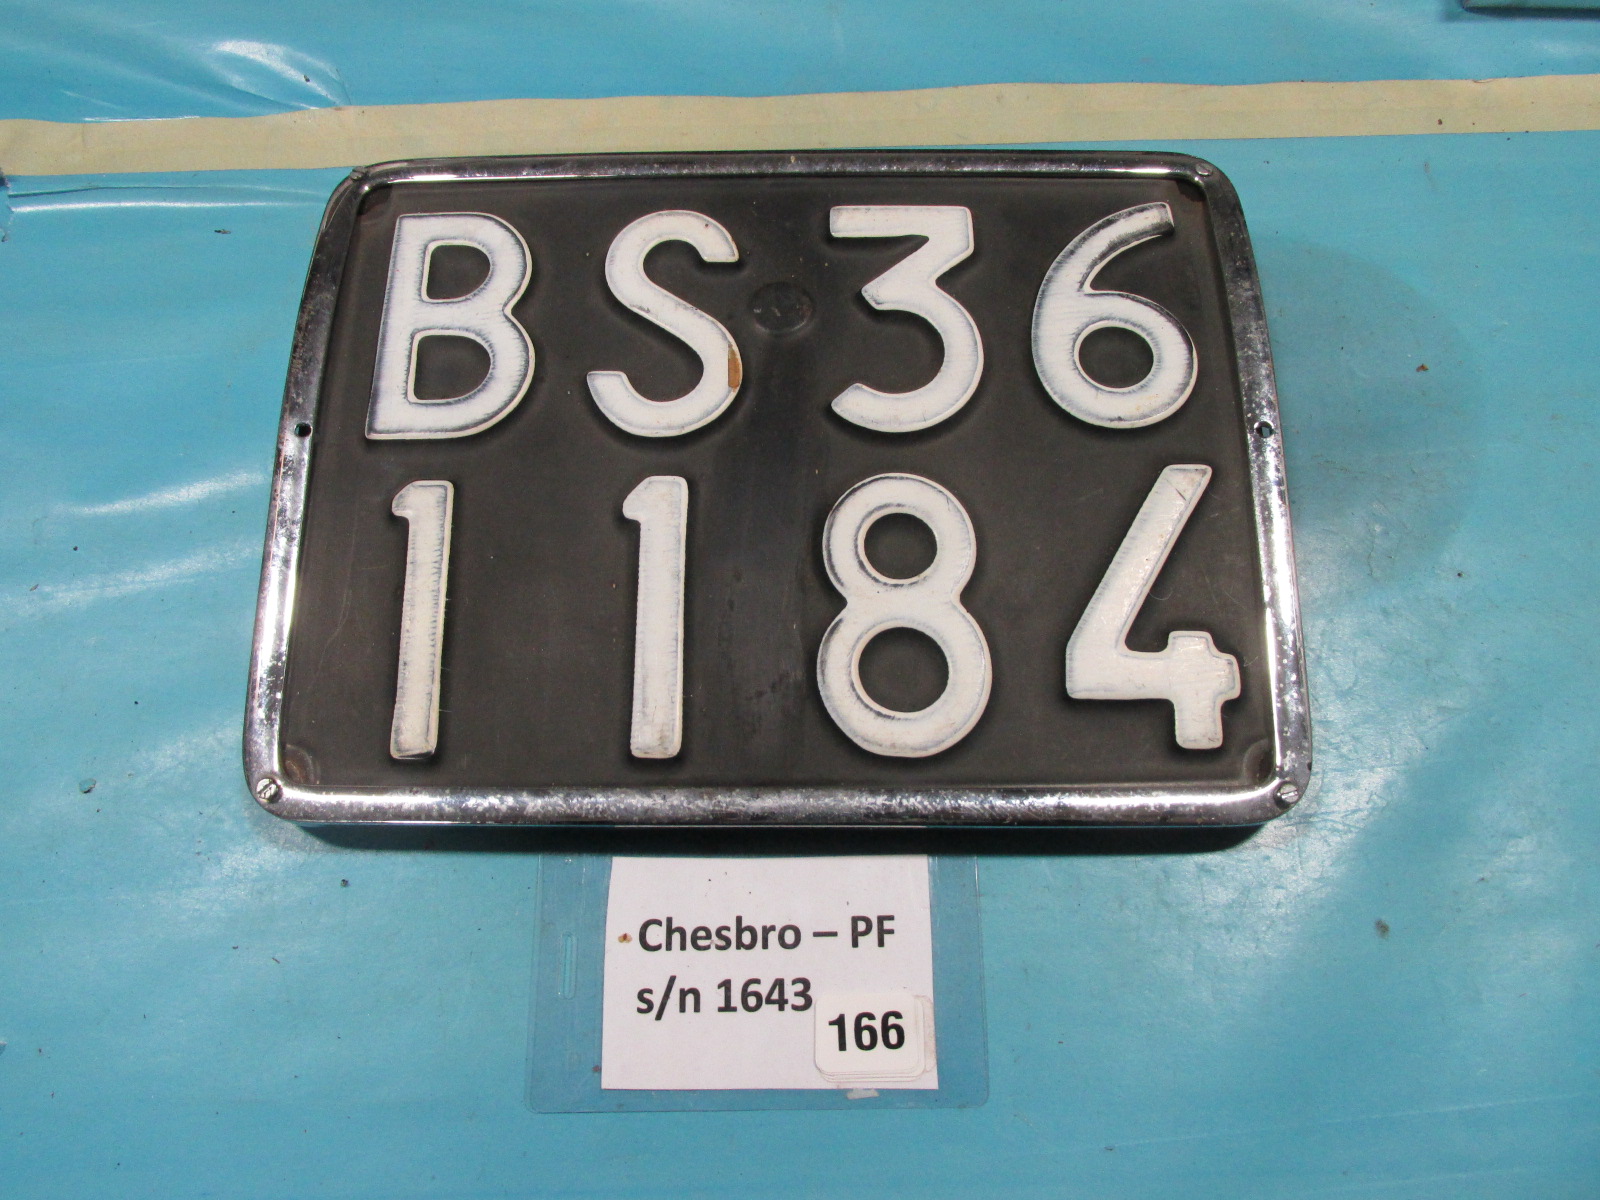 BS36
1184
Chesbro – PF
s/n 1643
166